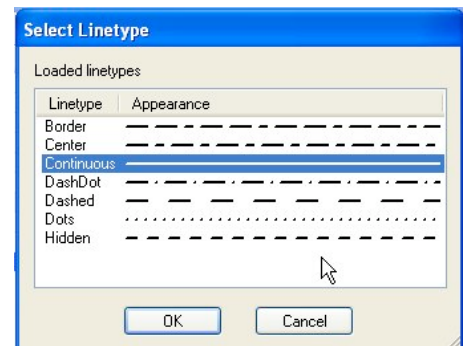 Select Linetype
Loaded linetypes
Linetype Appearance
Border
Center
Continuous
DashDot
Dashed
Dots
Hidden
OK Cancel